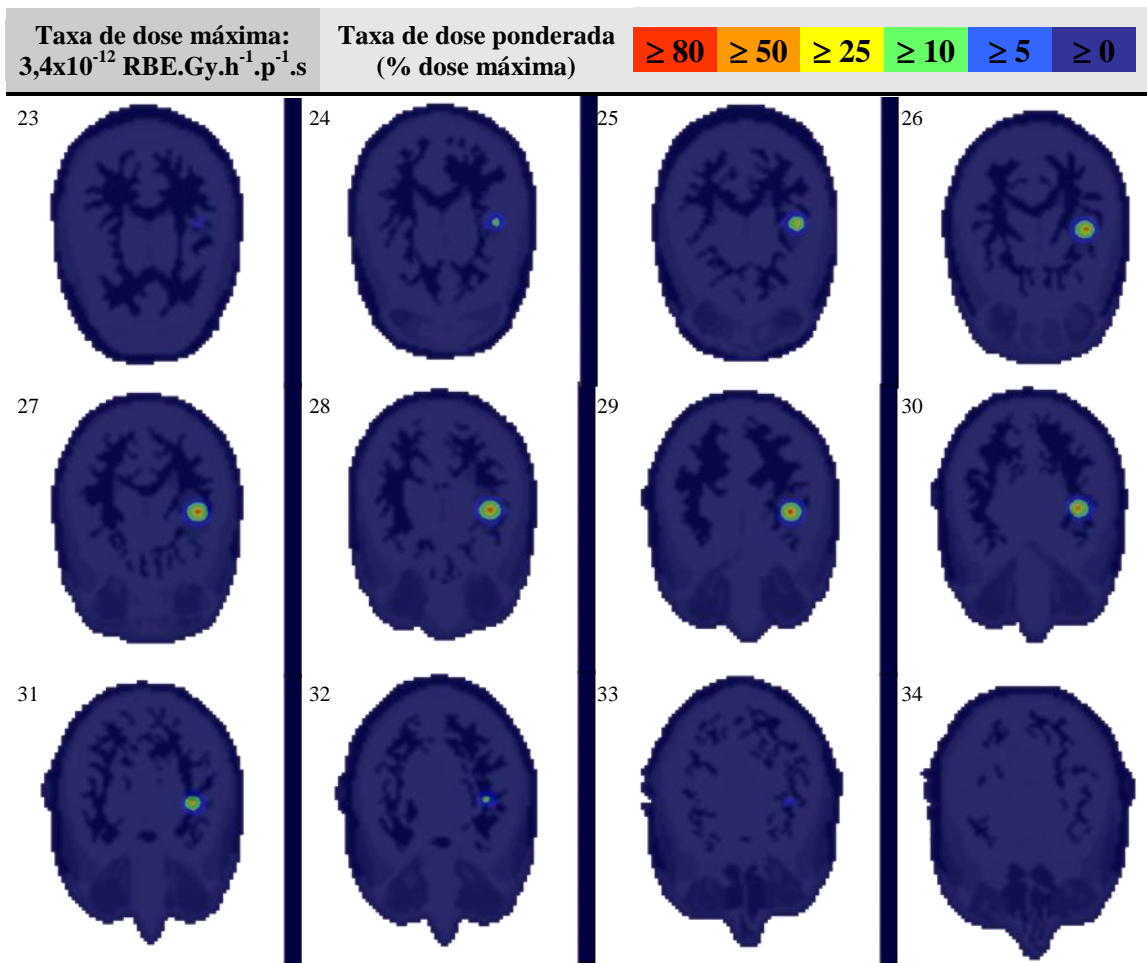 Taxa de dose máxima:
3,4x10⁻¹² RBE.Gy.h⁻¹.p⁻¹.s
Taxa de dose ponderada
(% dose máxima)
≥ 80 ≥ 50 ≥ 25 ≥ 10 ≥ 5 ≥ 0
23 24 25 26
27 28 29 30
31 32 33 34